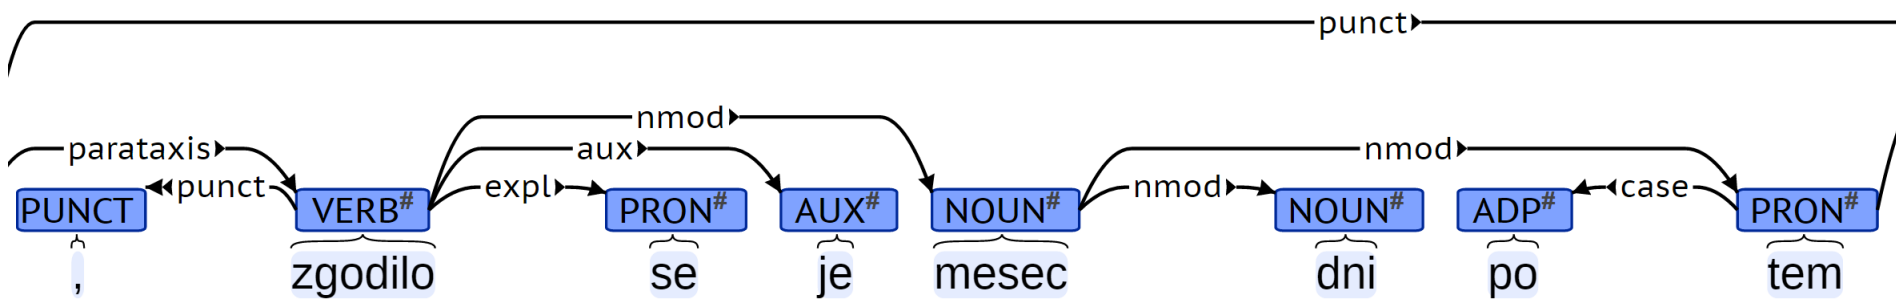 punct
nmod
parataxis aux nmod
punct expl nmod case
PUNCT VERB# PRON# AUX# NOUN# NOUN# ADP# PRON#
, zgodilo se je mesec dni po tem